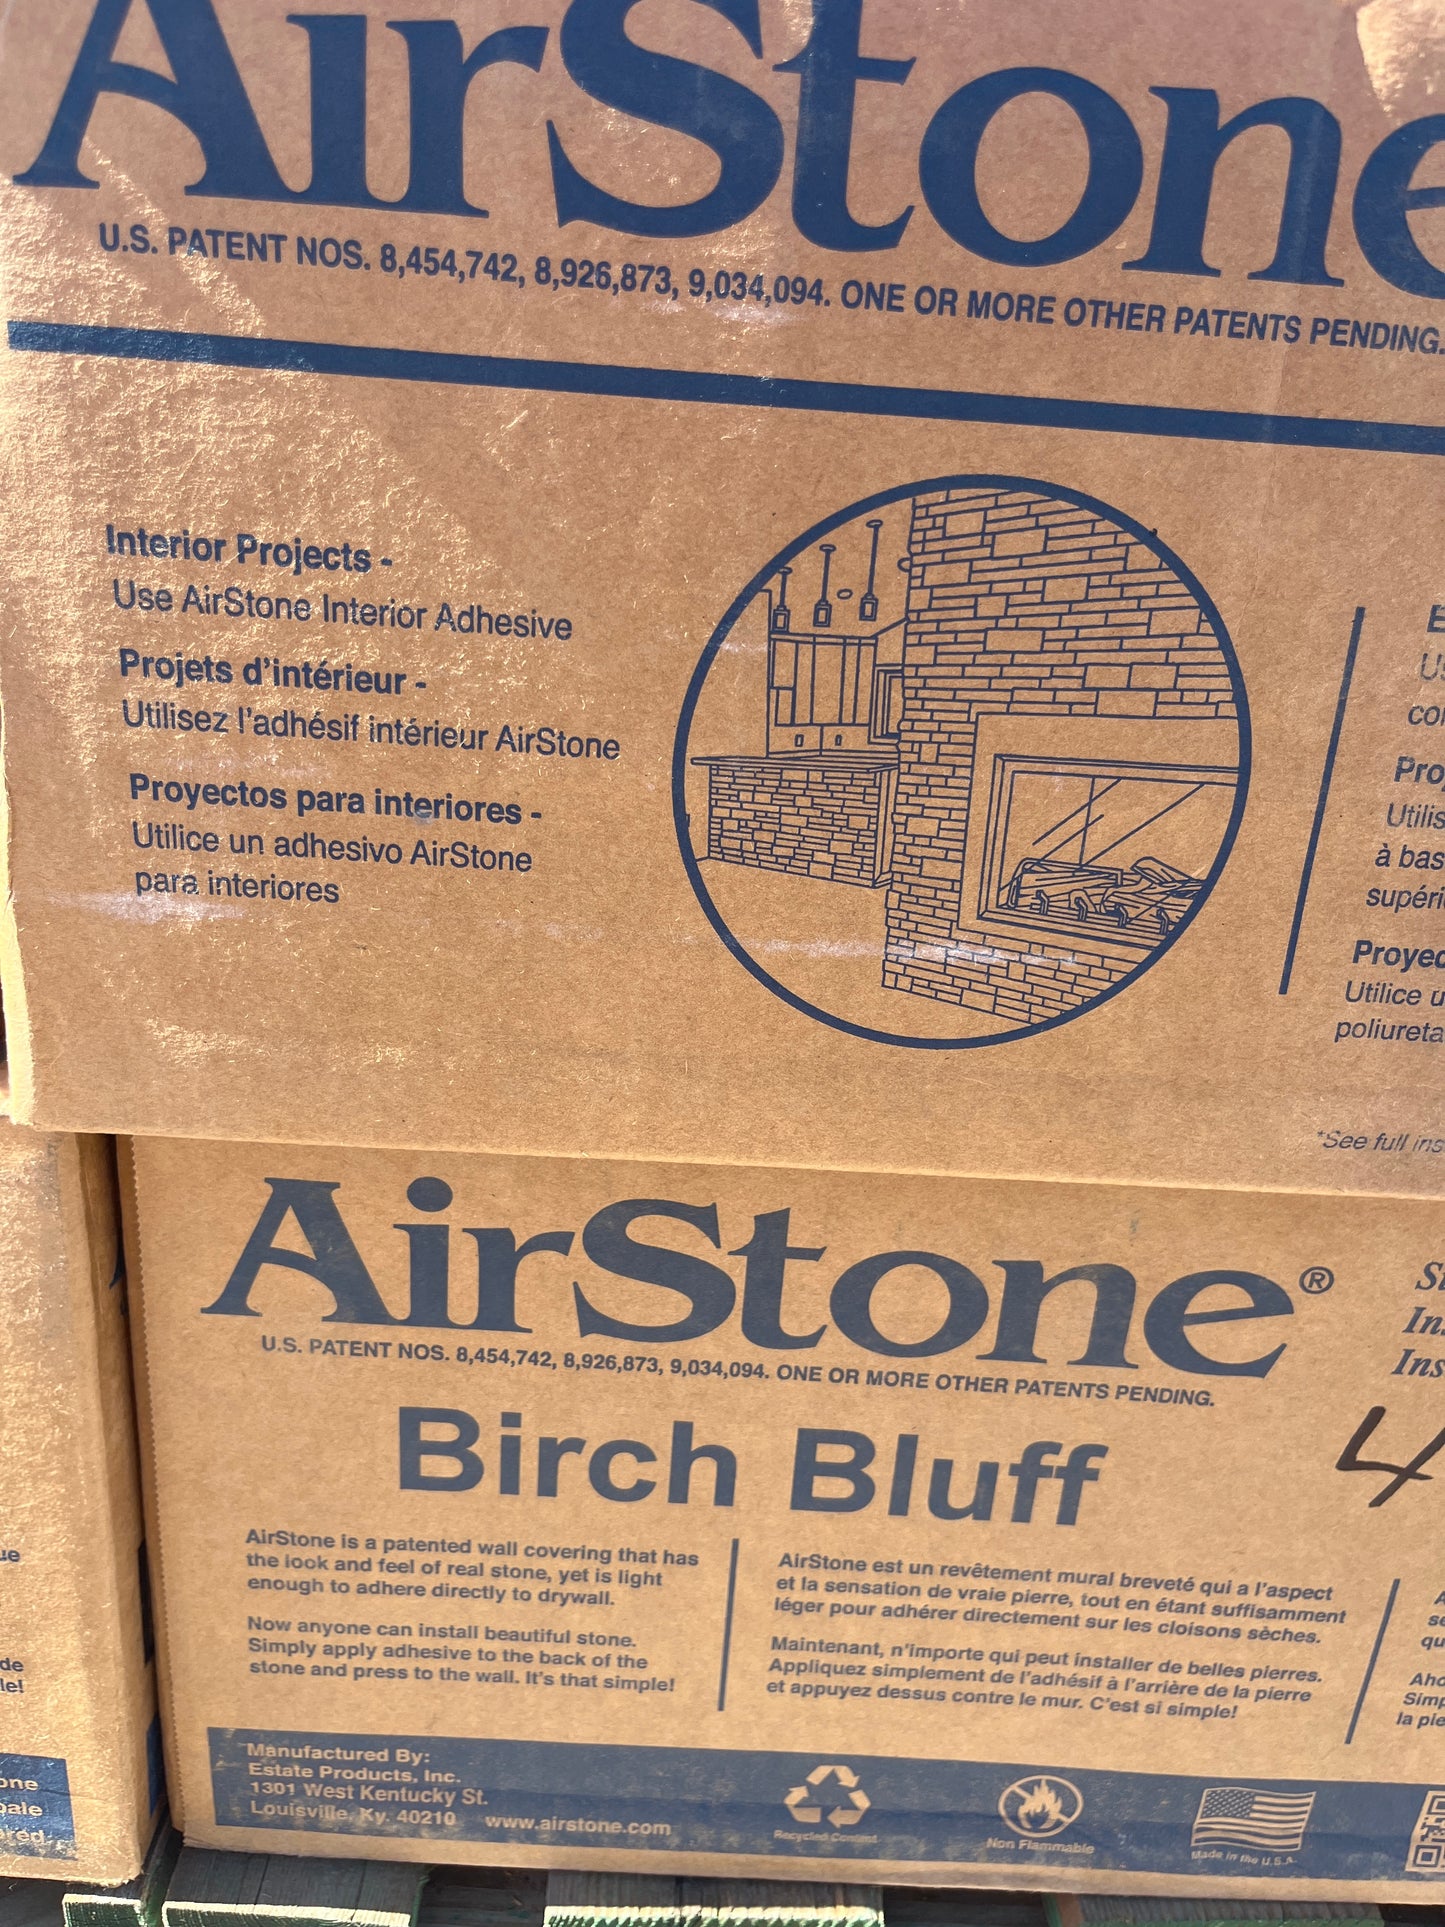 AirStone
U.S. PATENT NOS. 8,454,742, 8,926,873, 9,034,094. ONE OR MORE OTHER PATENTS PENDING.
Interior Projects -
Use AirStone Interior Adhesive
Projets d'intérieur -
Utilisez l'adhésif intérieur AirStone
Proyectos para interiores -
Utilice un adhesivo AirStone
para interiores
à
Utilice
*See full
AirStone®
U.S. PATENT NOS. 8,454,742, 8,926,873, 9,034,094. ONE OR MORE OTHER PATENTS PENDING.
Birch Bluff
4
AirStone is a patented wall covering that has
the look and feel of real stone, yet is light
enough to adhere directly to drywall.
Now anyone can install beautiful stone.
Simply apply adhesive to the back of the
stone and press to the wall. It's that simple!
AirStone est un revêtement mural breveté qui a l'aspect
et la sensation de vraie pierre, tout en étant suffisamment
léger pour adhérer directement sur les cloisons sèches.
Maintenant, n'importe qui peut installer de belles pierres.
Appliquez simplement de l'adhésif à l'arrière de la pierre
et appuyez dessus contre le mur. C'est si simple!
la
Manufactured By:
Estate Products, Inc.
1301 West Kentucky St.
Louisville, Ky. 40210 www.airstone.com
Recycled Content
Non Flammable
Made in the U.S.A.